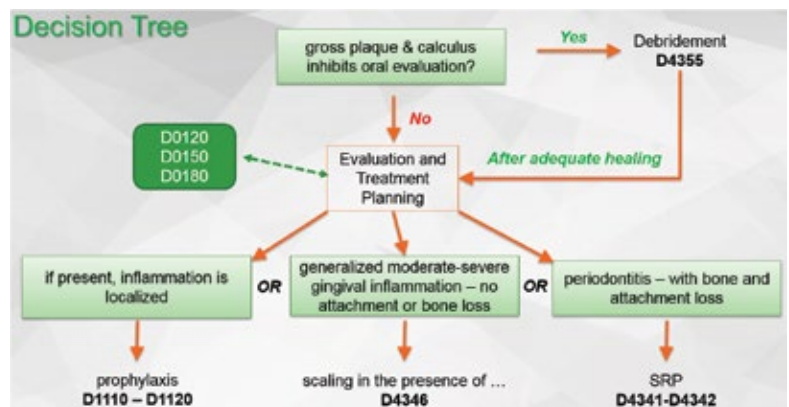 Decision Tree
gross plaque & calculus
inhibits oral evaluation?
Yes
Debridement
D4355
No
D0120
D0150
D0180
Evaluation and
Treatment
Planning
After adequate healing
if present, inflammation is
localized
OR
generalized moderate-severe
gingival inflammation – no
attachment or bone loss
OR
periodontitis – with bone and
attachment loss
prophylaxis
D1110 – D1120
scaling in the presence of ...
D4346
SRP
D4341-D4342